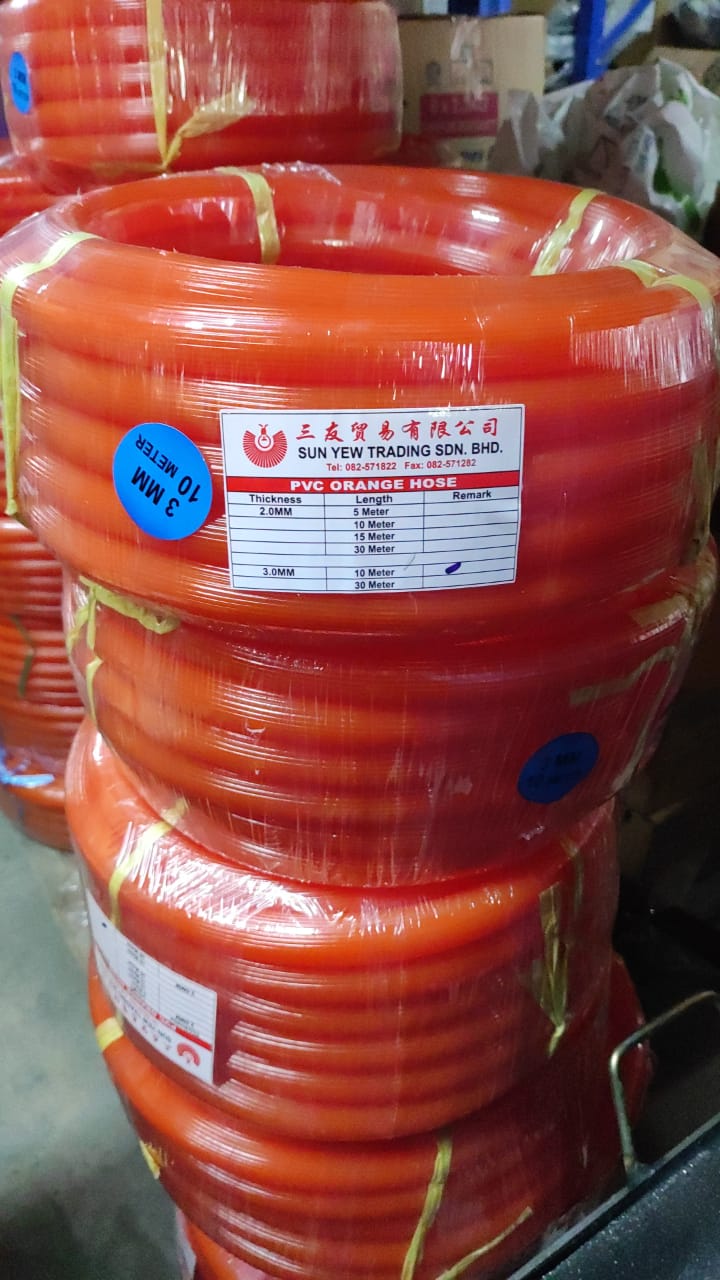 三友贸易有限公司
SUN YEW TRADING SDN. BHD.
Tel: 082-571822 Fax: 082-571282
PVC ORANGE HOSE
Thickness Length Remark
2.0MM 5 Meter
10 Meter
15 Meter
30 Meter
3.0MM 10 Meter
30 Meter
3 MM
10 METER